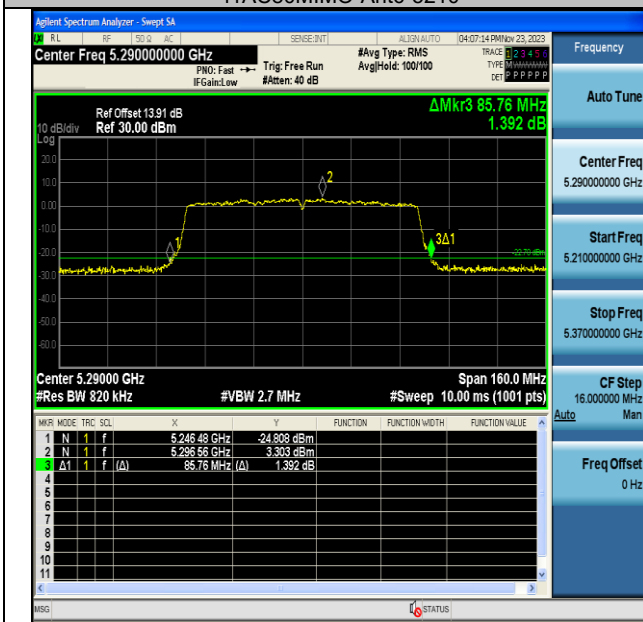 Agilent Spectrum Analyzer - Swept SA
RL RF 50 Ω AC SENSE:INT ALIGN AUTO 04:07:14 PM Nov 23, 2023
Center Freq 5.290000000 GHz
PNO: Fast
IFGain:Low
Trig: Free Run
#Atten: 40 dB
#Avg Type: RMS
Avg|Hold: 100/100
TRACE 1 2 3 4 5 6
TYPE M
DET P P P P P P
Frequency
Auto Tune
Center Freq
5.290000000 GHz
Start Freq
5.210000000 GHz
Stop Freq
5.370000000 GHz
CF Step
16.000000 MHz
Auto Man
Freq Offset
0 Hz
Ref Offset 13.91 dB
10 dB/div Ref 30.00 dBm
Log
ΔMkr3 85.76 MHz
1.392 dB
20.0
10.0
0.00
-10.0
-20.0
-30.0
-40.0
-50.0
-60.0
1
2
3Δ1
-22.70 dBm
Center 5.29000 GHz Span 160.0 MHz
#Res BW 820 kHz #VBW 2.7 MHz #Sweep 10.00 ms (1001 pts)
MKR MODE TRC SCL X Y FUNCTION FUNCTION WIDTH FUNCTION VALUE
1 N 1 f 5.246 48 GHz -24.808 dBm
2 N 1 f 5.296 56 GHz 3.303 dBm
3 Δ1 1 f (Δ) 85.76 MHz (Δ) 1.392 dB
4
5
6
7
8
9
10
11
MSG STATUS